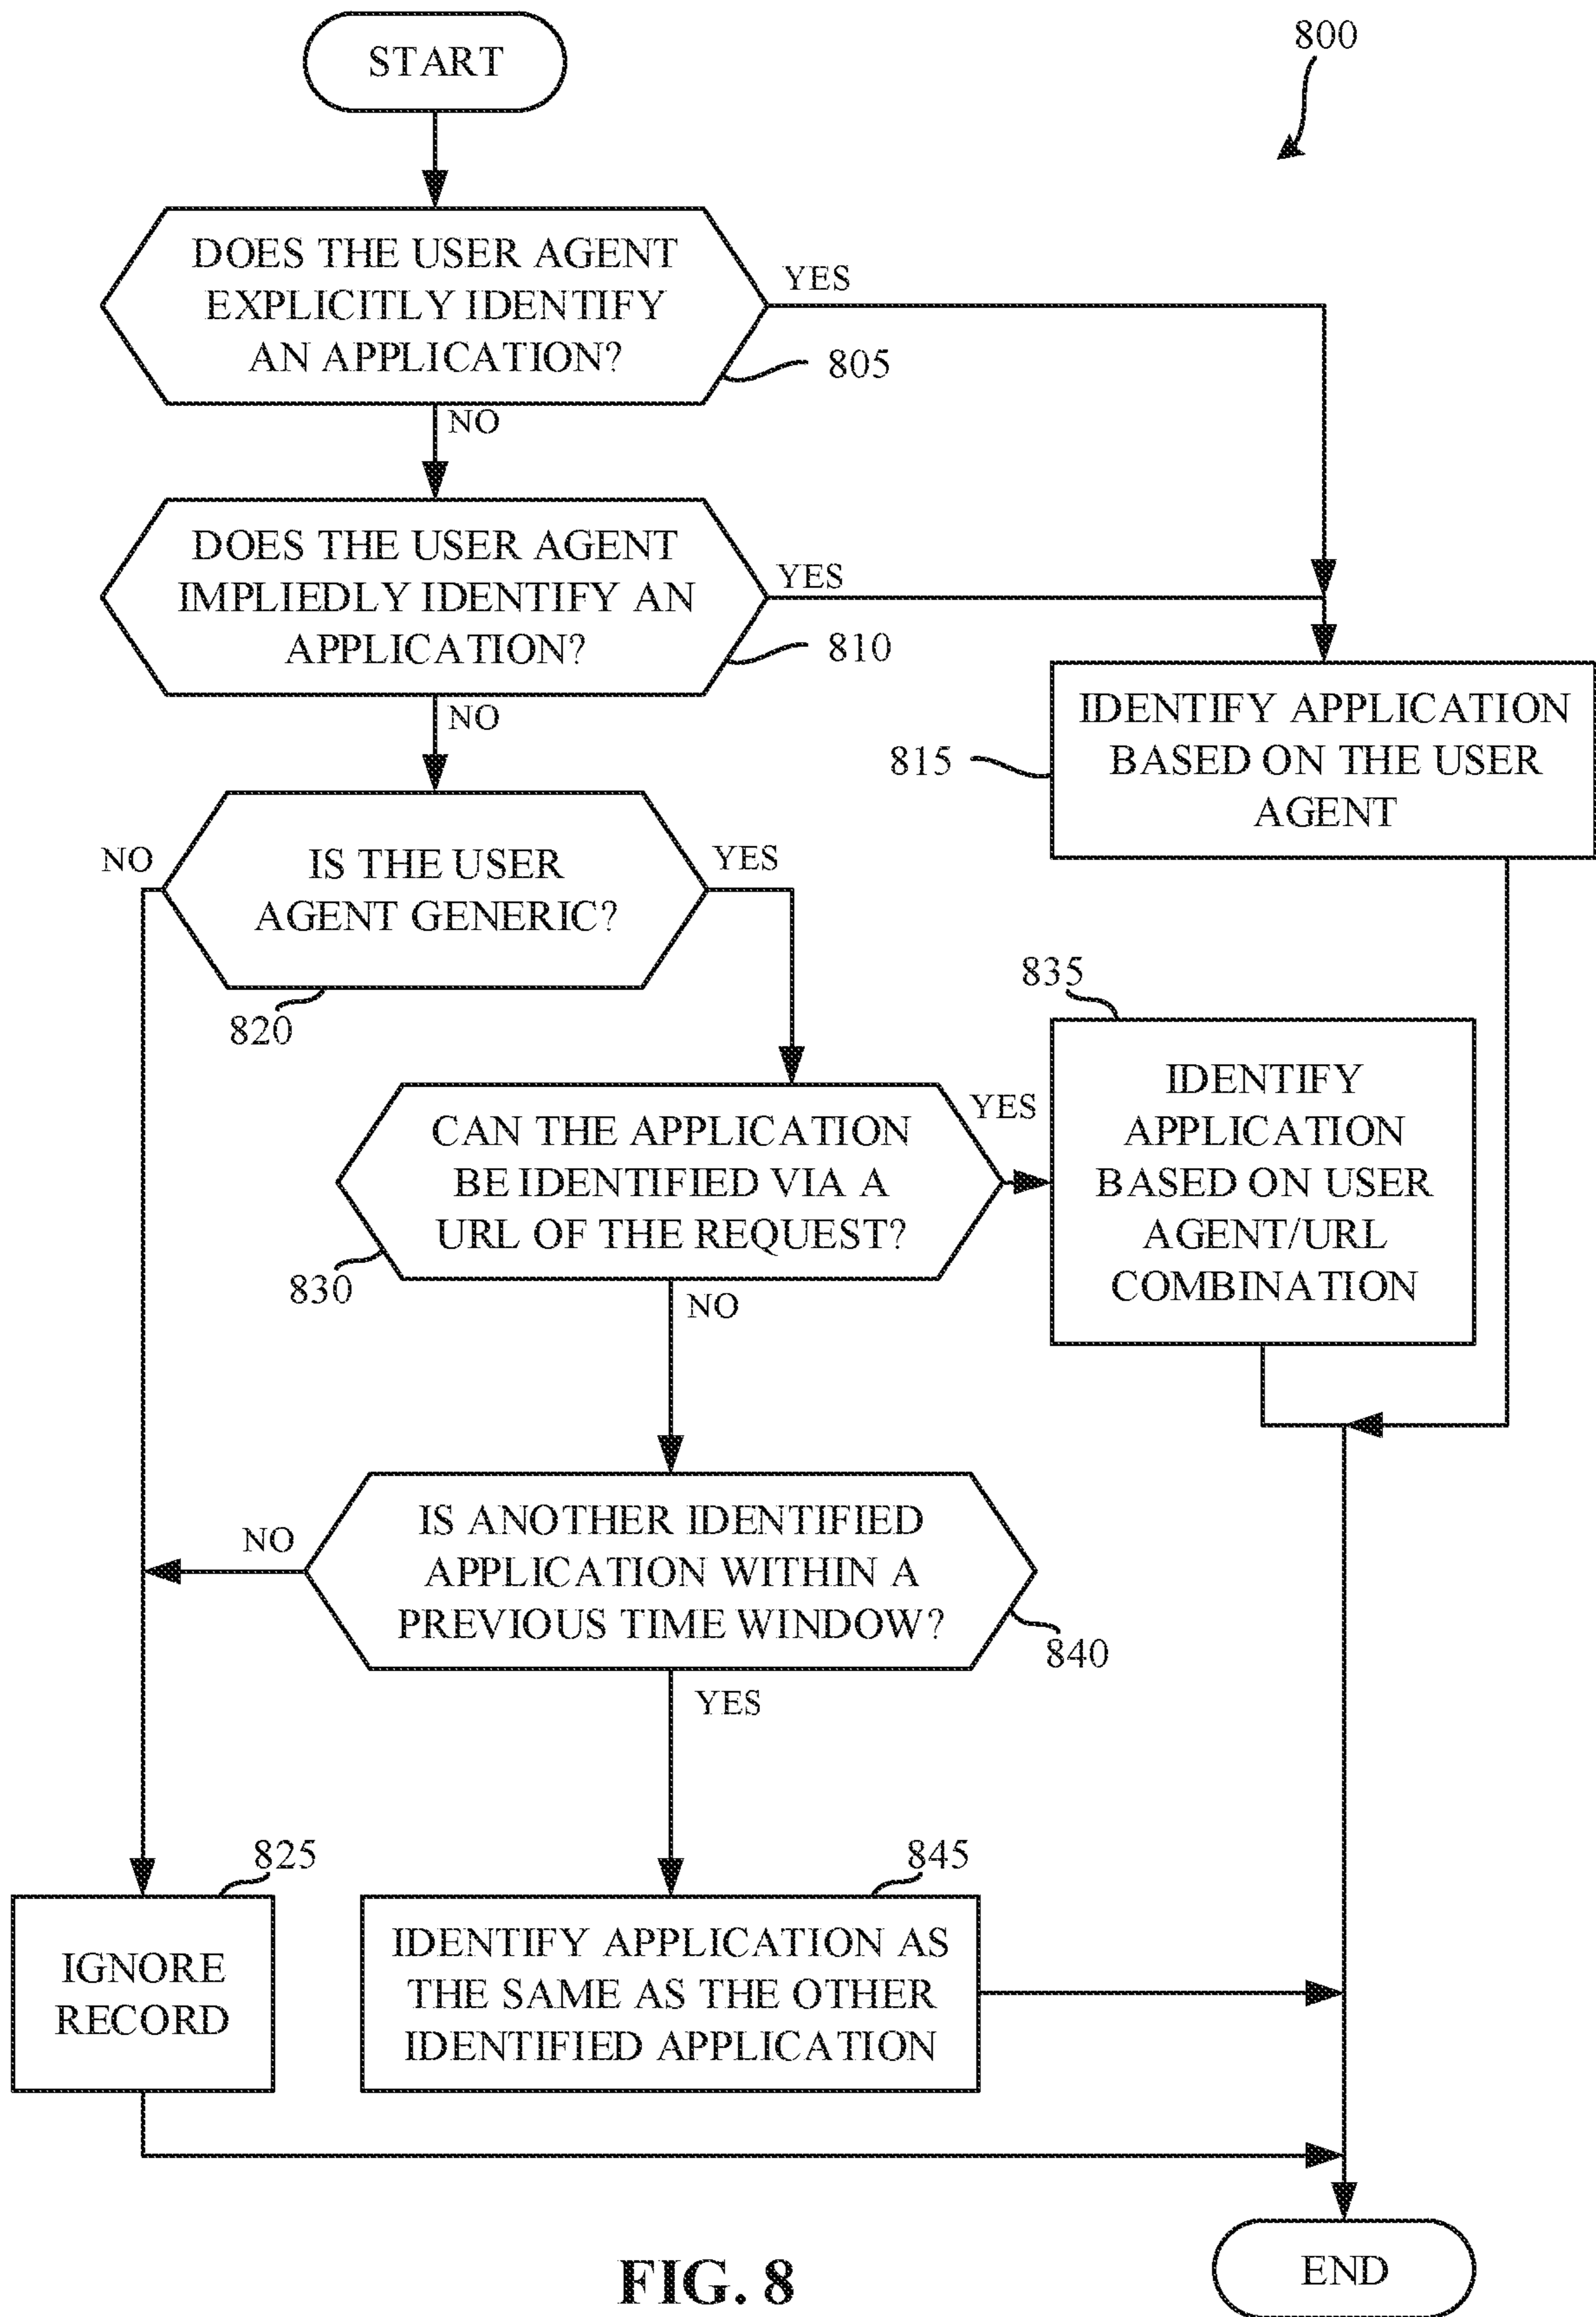 START
800
DOES THE USER AGENT
EXPLICITLY IDENTIFY
AN APPLICATION?
YES
805
NO
DOES THE USER AGENT
IMPLIEDLY IDENTIFY AN
APPLICATION?
YES
810
NO
IDENTIFY APPLICATION
BASED ON THE USER
AGENT
815
NO
IS THE USER
AGENT GENERIC?
YES
820
835
IDENTIFY
APPLICATION
BASED ON USER
AGENT/URL
COMBINATION
CAN THE APPLICATION
BE IDENTIFIED VIA A
URL OF THE REQUEST?
YES
830
NO
IS ANOTHER IDENTIFIED
APPLICATION WITHIN A
PREVIOUS TIME WINDOW?
NO
840
YES
825
IGNORE
RECORD
845
IDENTIFY APPLICATION AS
THE SAME AS THE OTHER
IDENTIFIED APPLICATION
END
FIG. 8